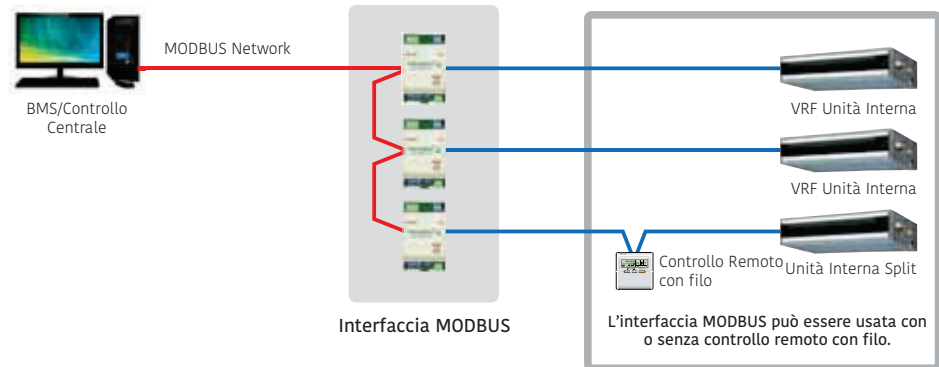 MODBUS Network
BMS/Controllo
Centrale
VRF Unità Interna
VRF Unità Interna
Controllo Remoto
con filo
Unità Interna Split
Interfaccia MODBUS
L'interfaccia MODBUS può essere usata con
o senza controllo remoto con filo.